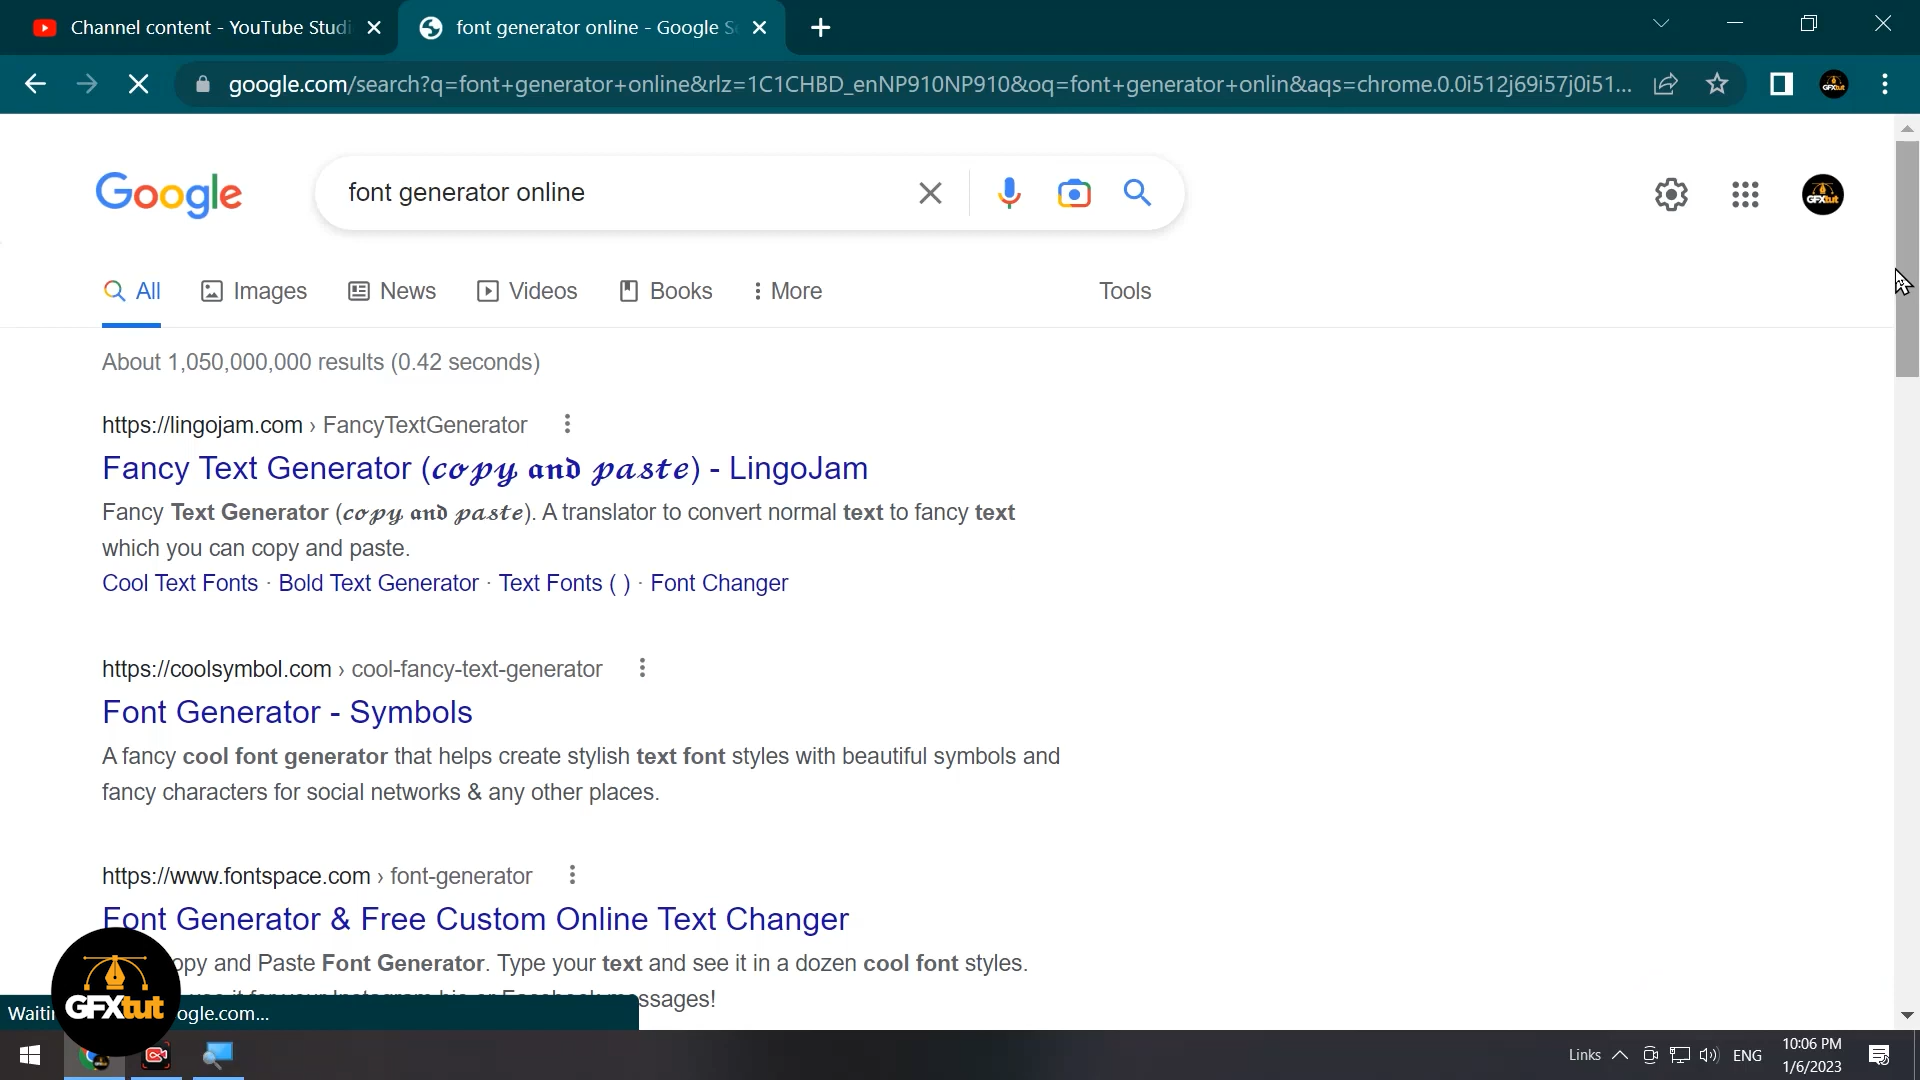 Channel content - YouTube Studi
font generator online - Google S
google.com/search?q=font+generator+online&rlz=1C1CHBD_enNP910NP910&oq=font+generator+onlin&aqs=chrome.0.0i512j69i57j0i51...
GFXtut
Google
font generator online
GFXtut
All
Images
News
Videos
Books
More
Tools
About 1,050,000,000 results (0.42 seconds)
https://lingojam.com › FancyTextGenerator
Fancy Text Generator (𝓬𝓸𝓹𝔂 𝖆𝖓𝖉 𝓹𝓪𝓼𝓽𝓮) - LingoJam
Fancy Text Generator (𝓬𝓸𝓹𝔂 𝖆𝖓𝖉 𝓹𝓪𝓼𝓽𝓮). A translator to convert normal text to fancy text
which you can copy and paste.
Cool Text Fonts · Bold Text Generator · Text Fonts ( ) · Font Changer
https://coolsymbol.com › cool-fancy-text-generator
Font Generator - Symbols
A fancy cool font generator that helps create stylish text font styles with beautiful symbols and
fancy characters for social networks & any other places.
https://www.fontspace.com › font-generator
Font Generator & Free Custom Online Text Changer
opy and Paste Font Generator. Type your text and see it in a dozen cool font styles.
ssages!
GFXtut
Waiti
ogle.com...
Links
ENG
10:06 PM
1/6/2023